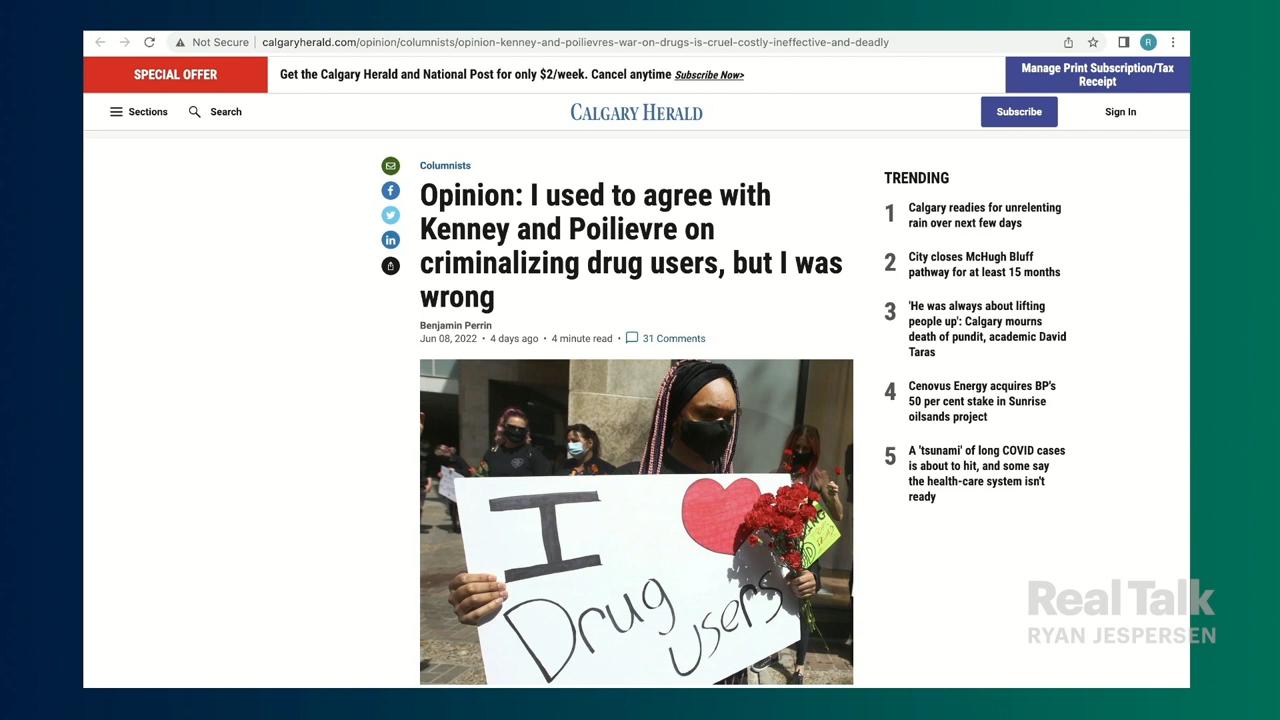 Not Secure
calgaryherald.com/opinion/columnists/opinion-kenney-and-poilievres-war-on-drugs-is-cruel-costly-ineffective-and-deadly
R
SPECIAL OFFER
Get the Calgary Herald and National Post for only $2/week. Cancel anytime Subscribe Now>
Manage Print Subscription/Tax
Receipt
Sections
Search
CALGARY HERALD
Subscribe
Sign In
Columnists
Opinion: I used to agree with
Kenney and Poilievre on
criminalizing drug users, but I was
wrong
Benjamin Perrin
Jun 08, 2022 • 4 days ago • 4 minute read • 31 Comments
I
Drug
users
TRENDING
1 Calgary readies for unrelenting
rain over next few days
2 City closes McHugh Bluff
pathway for at least 15 months
3 'He was always about lifting
people up': Calgary mourns
death of pundit, academic David
Taras
4 Cenovus Energy acquires BP's
50 per cent stake in Sunrise
oilsands project
5 A 'tsunami' of long COVID cases
is about to hit, and some say
the health-care system isn't
ready
Real Talk
RYAN JESPERSEN